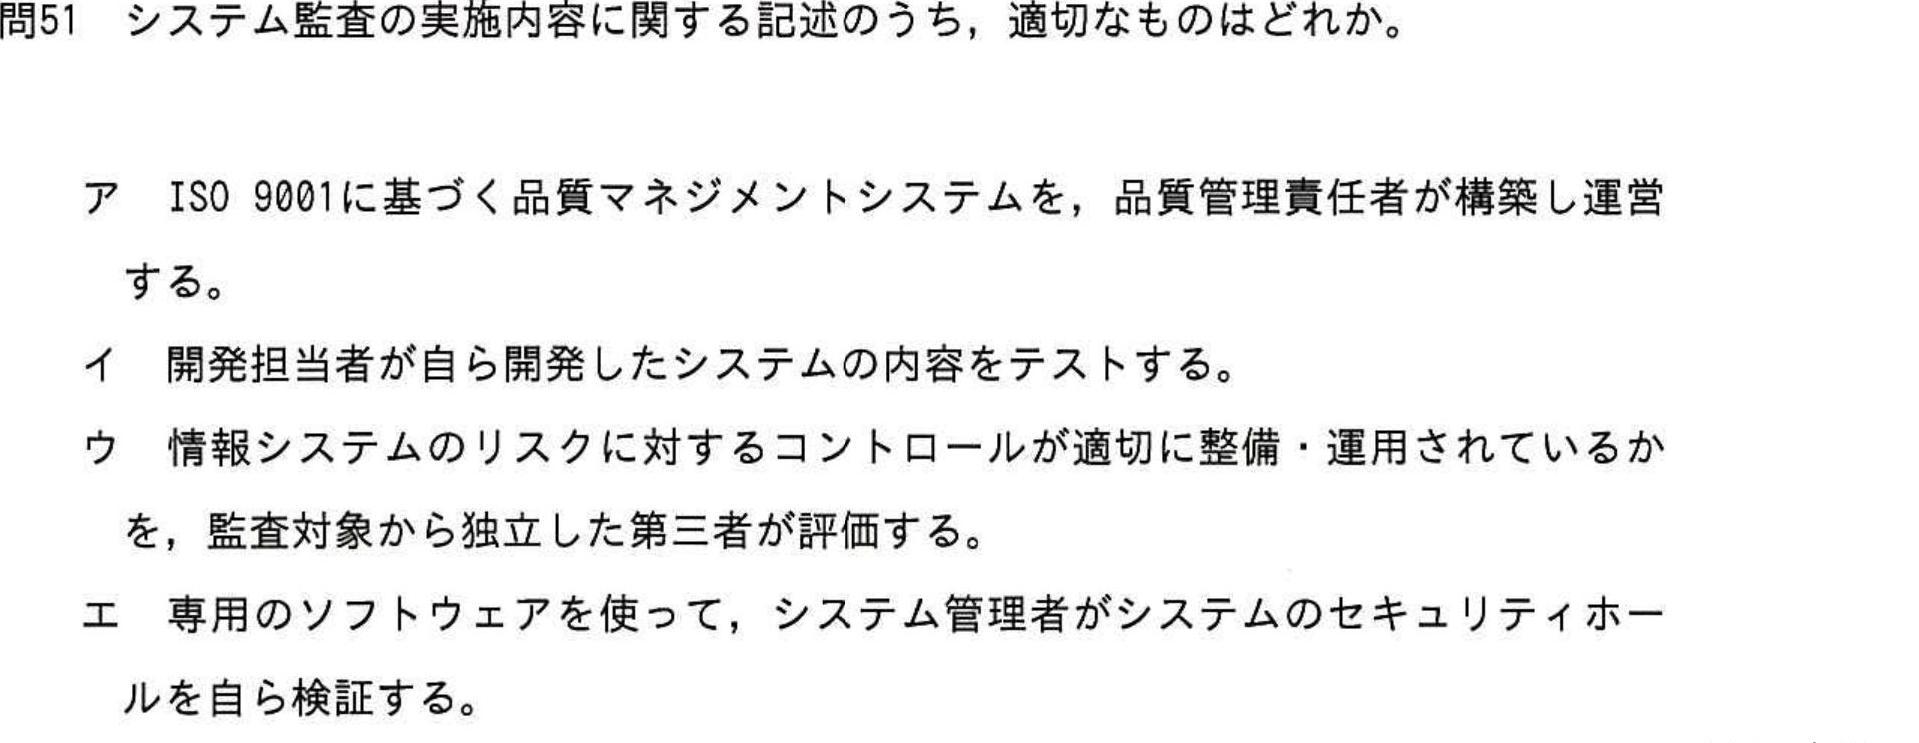 問51 システム監査の実施内容に関する記述のうち，適切なものはどれか。
ア ISO 9001に基づく品質マネジメントシステムを，品質管理責任者が構築し運営
する。
イ 開発担当者が自ら開発したシステムの内容をテストする。
ウ 情報システムのリスクに対するコントロールが適切に整備・運用されているか
を，監査対象から独立した第三者が評価する。
エ 専用のソフトウェアを使って，システム管理者がシステムのセキュリティホー
ルを自ら検証する。